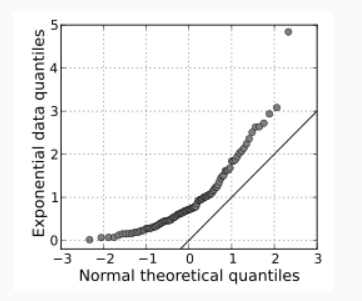 Exponential data quantiles
5
4
3
2
1
0
−3 −2 −1 0 1 2 3
Normal theoretical quantiles